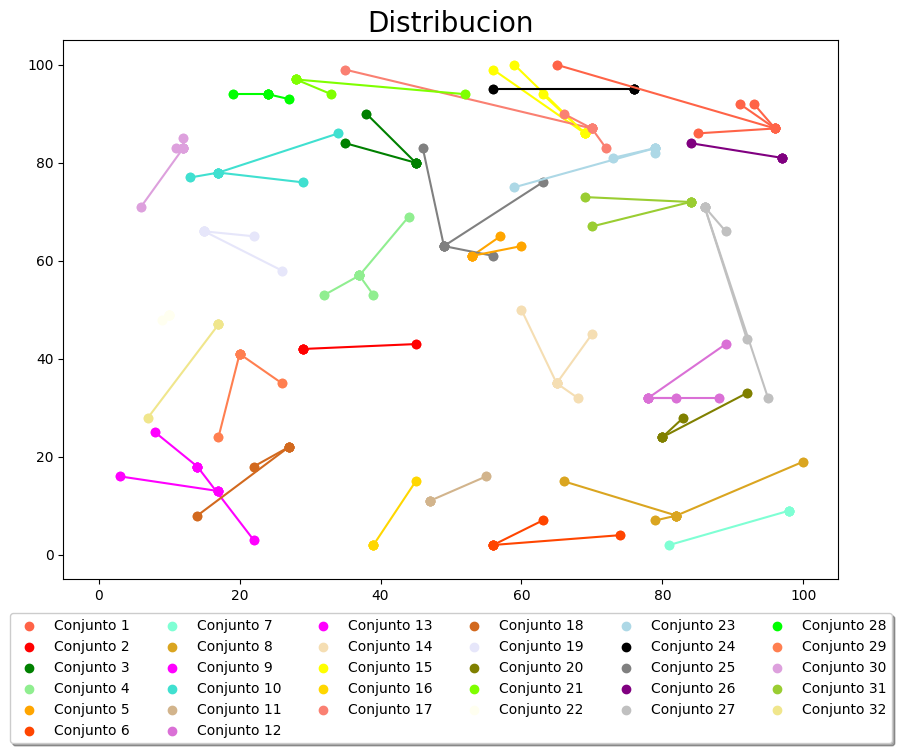 Distribucion
100
80
60
40
20
0
0 20 40 60 80 100
Conjunto 1 Conjunto 7 Conjunto 13 Conjunto 18 Conjunto 23 Conjunto 28
Conjunto 2 Conjunto 8 Conjunto 14 Conjunto 19 Conjunto 24 Conjunto 29
Conjunto 3 Conjunto 9 Conjunto 15 Conjunto 20 Conjunto 25 Conjunto 30
Conjunto 4 Conjunto 10 Conjunto 16 Conjunto 21 Conjunto 26 Conjunto 31
Conjunto 5 Conjunto 11 Conjunto 17 Conjunto 22 Conjunto 27 Conjunto 32
Conjunto 6 Conjunto 12